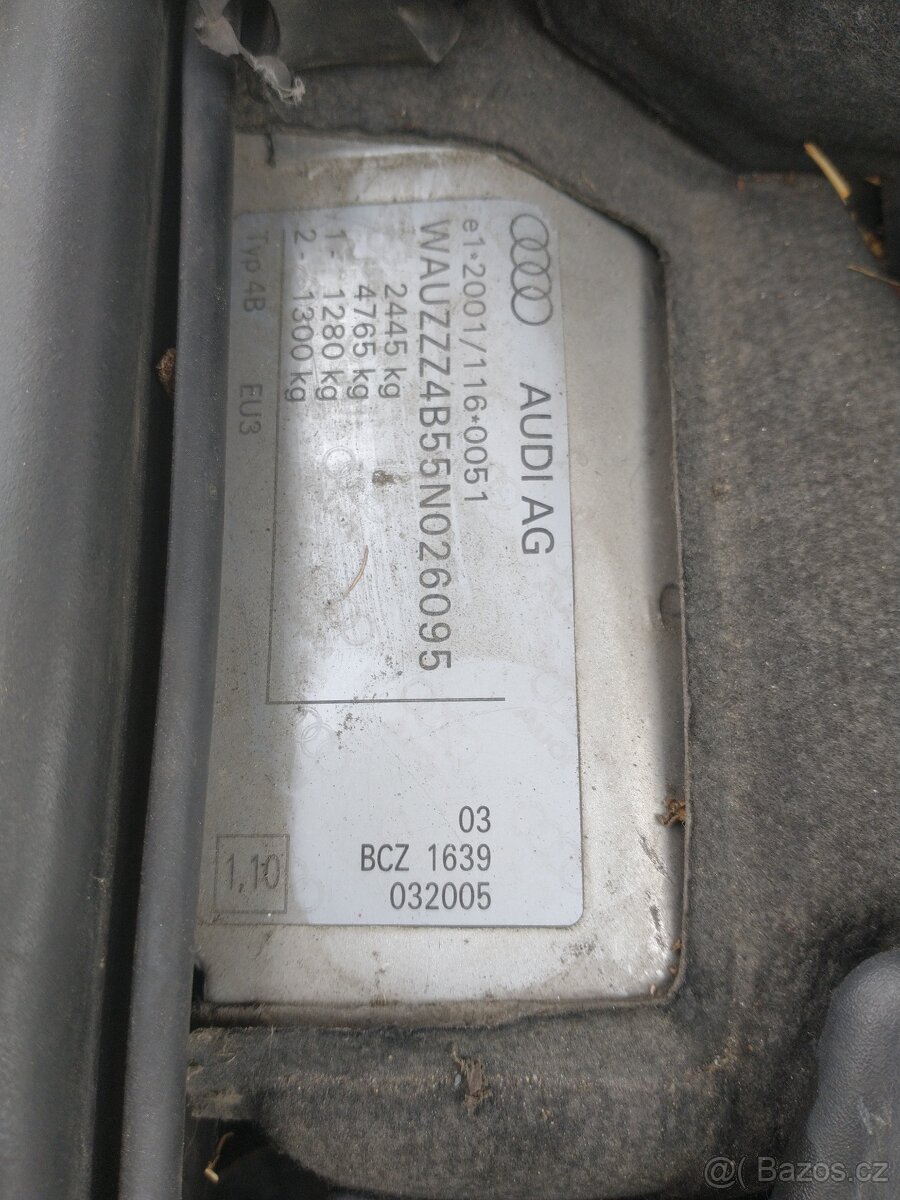 AUDI AG
e1*2001/116*0051
WAUZZZ4B55N026095
2445 kg
4765 kg
1- 1280 kg
2- 1300 kg
Typ 4B EU3
03
BCZ 1639
032005
1,10
@( Bazos.cz